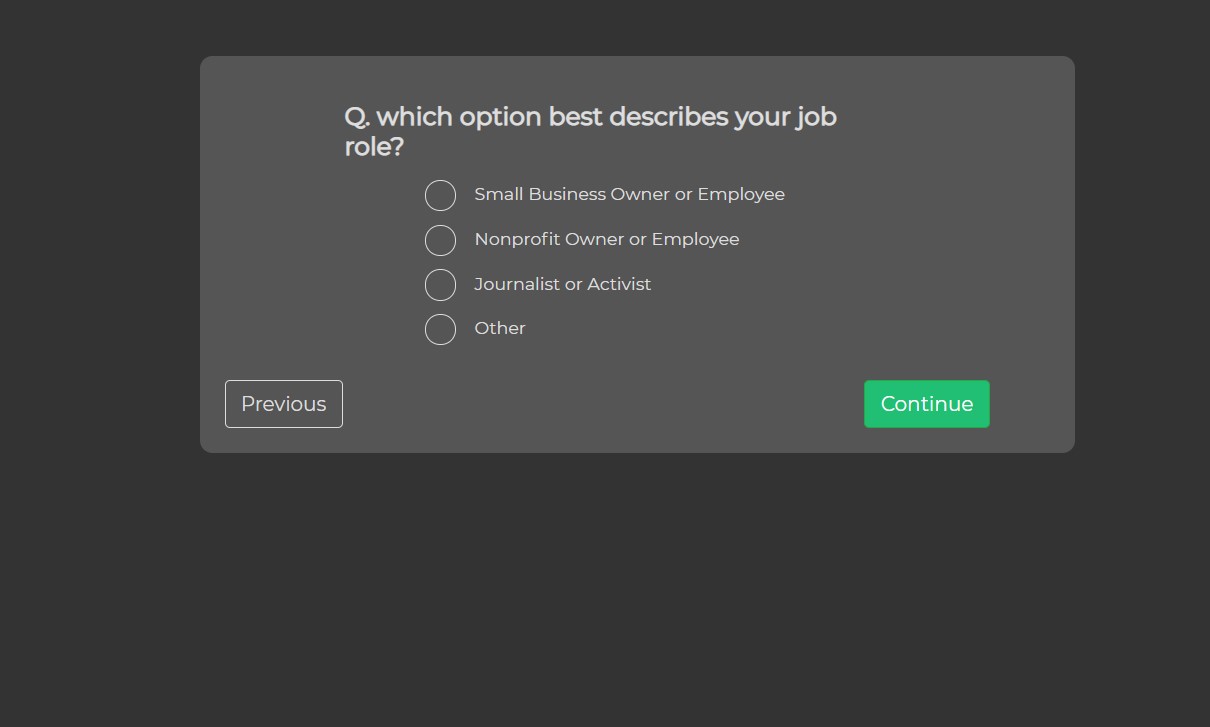 Q. which option best describes your job
role?
Small Business Owner or Employee
Nonprofit Owner or Employee
Journalist or Activist
Other
Previous
Continue